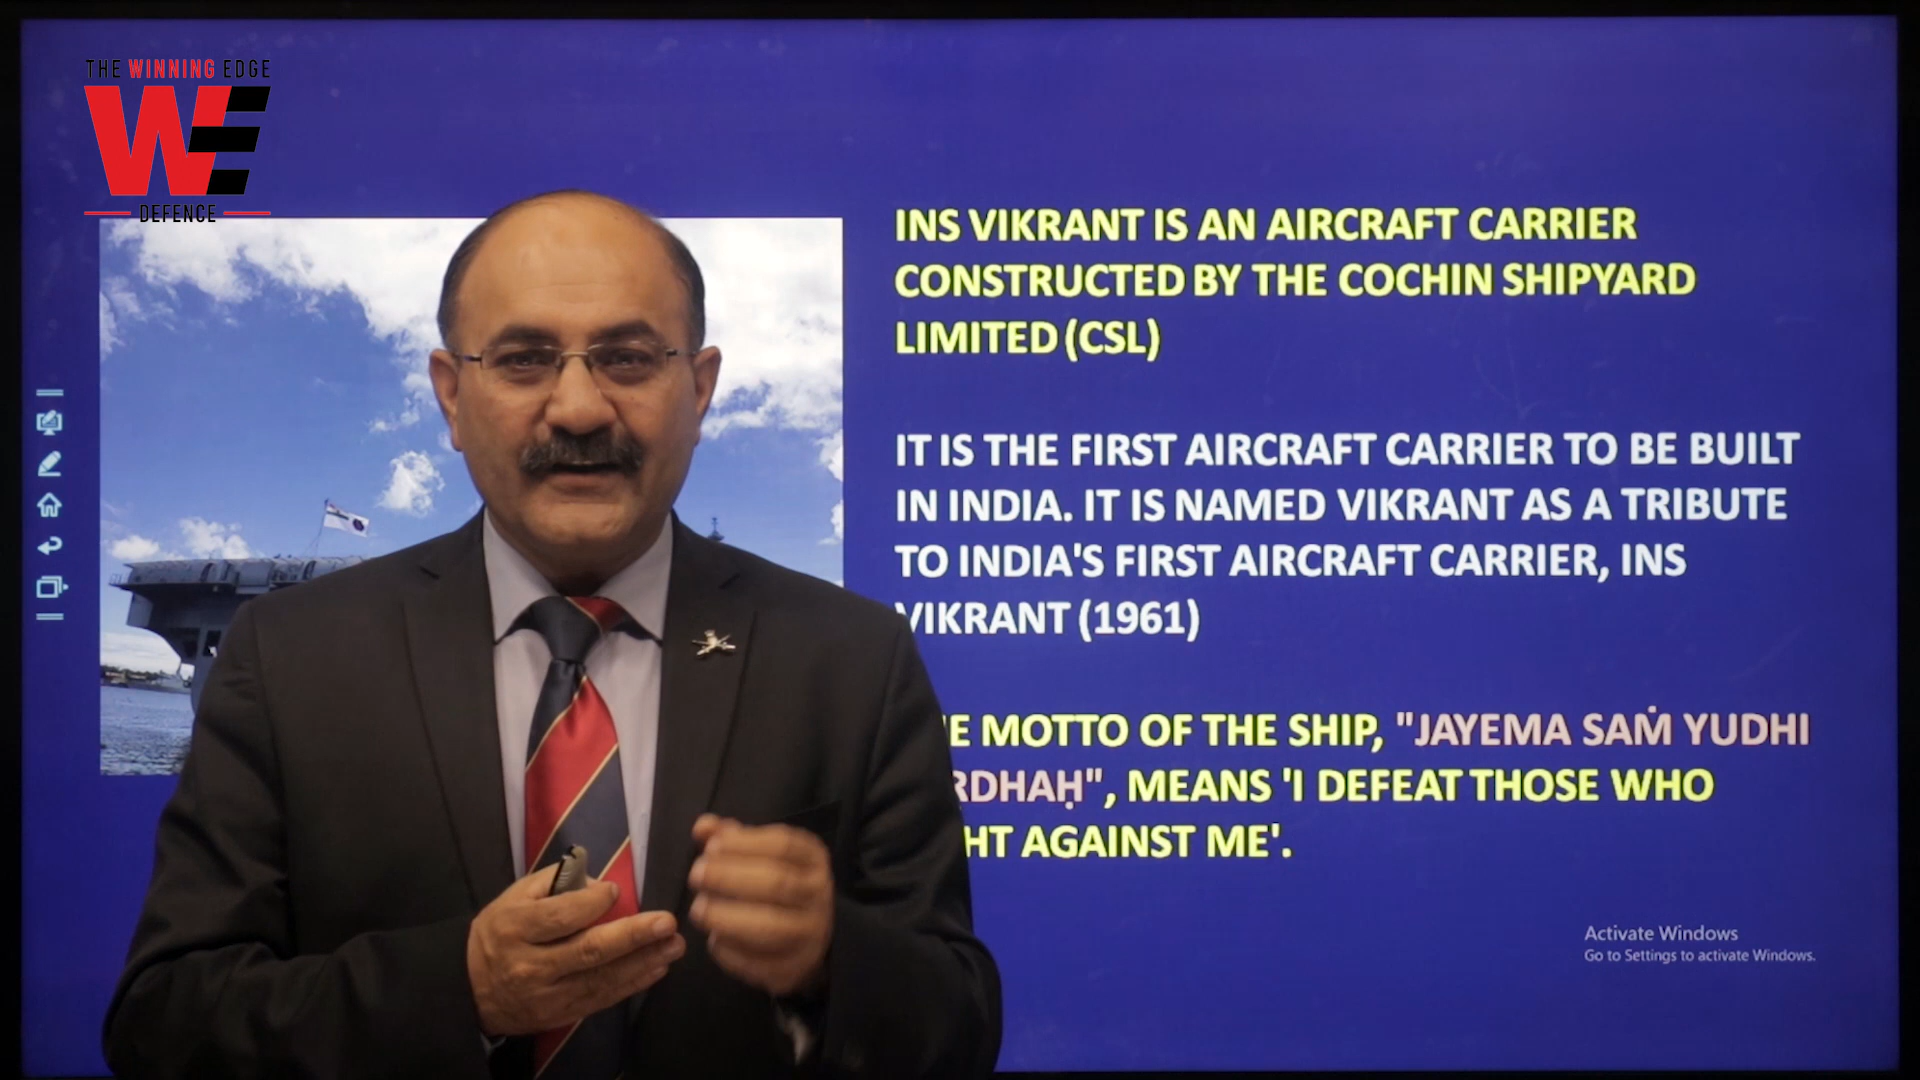 THE WINNING EDGE
WE
DEFENCE
INS VIKRANT IS AN AIRCRAFT CARRIER
CONSTRUCTED BY THE COCHIN SHIPYARD
LIMITED (CSL)
IT IS THE FIRST AIRCRAFT CARRIER TO BE BUILT
IN INDIA. IT IS NAMED VIKRANT AS A TRIBUTE
TO INDIA'S FIRST AIRCRAFT CARRIER, INS
VIKRANT (1961)
MOTTO OF THE SHIP, "JAYEMA SAṀ YUDHI
MEANS 'I DEFEAT THOSE WHO
AGAINST ME'.
Activate Windows
Go to Settings to activate Windows.